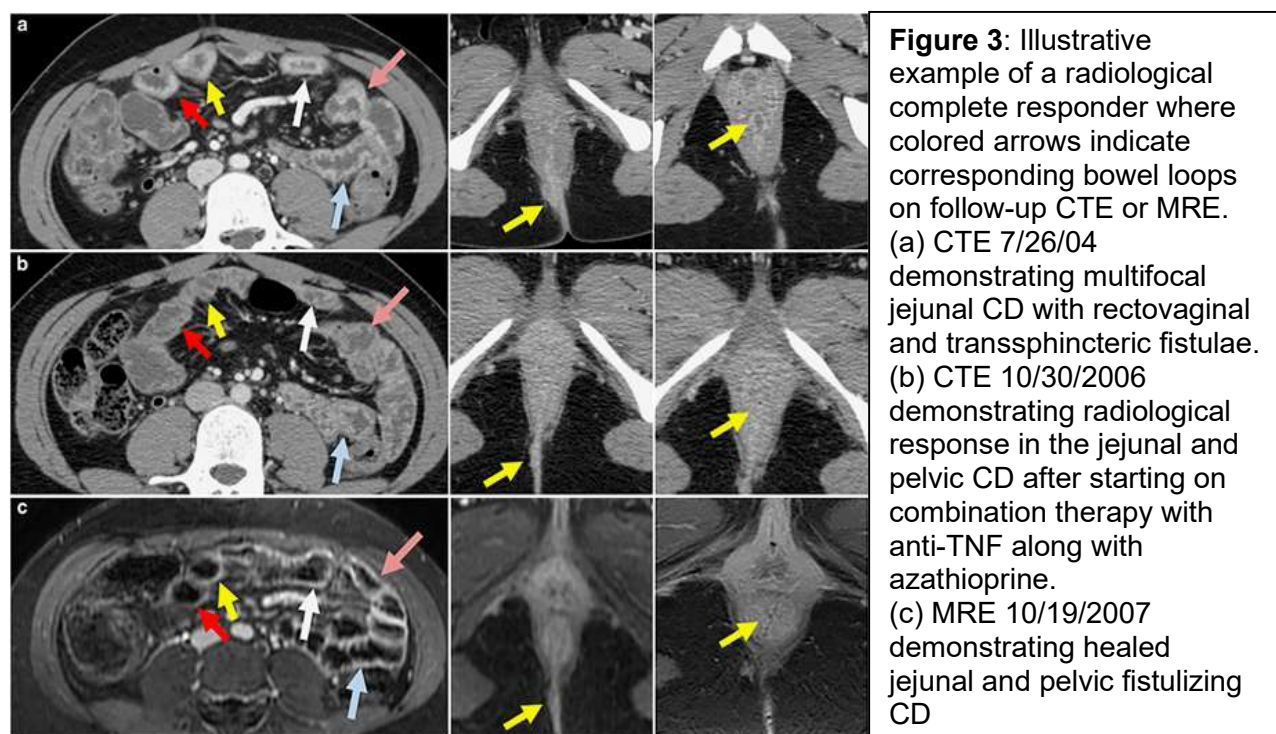 a
b
c
Figure 3: Illustrative
example of a radiological
complete responder where
colored arrows indicate
corresponding bowel loops
on follow-up CTE or MRE.
(a) CTE 7/26/04
demonstrating multifocal
jejunal CD with rectovaginal
and transsphincteric fistulae.
(b) CTE 10/30/2006
demonstrating radiological
response in the jejunal and
pelvic CD after starting on
combination therapy with
anti-TNF along with
azathioprine.
(c) MRE 10/19/2007
demonstrating healed
jejunal and pelvic fistulizing
CD